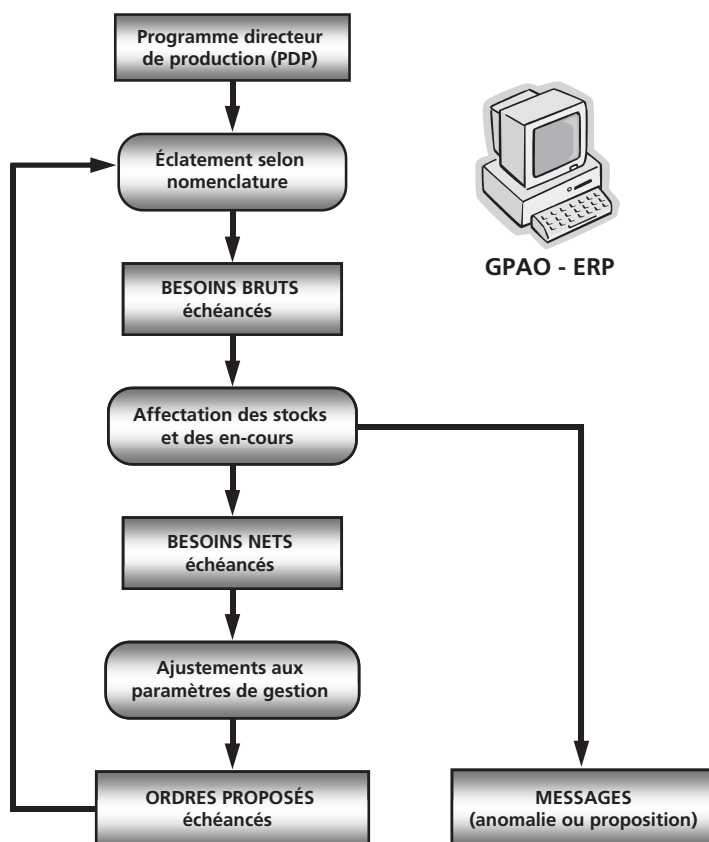 Programme directeur
de production (PDP)
Éclatement selon
nomenclature
GPAO - ERP
BESOINS BRUTS
échéancés
Affectation des stocks
et des en-cours
BESOINS NETS
échéancés
Ajustements aux
paramètres de gestion
ORDRES PROPOSÉS
échéancés
MESSAGES
(anomalie ou proposition)